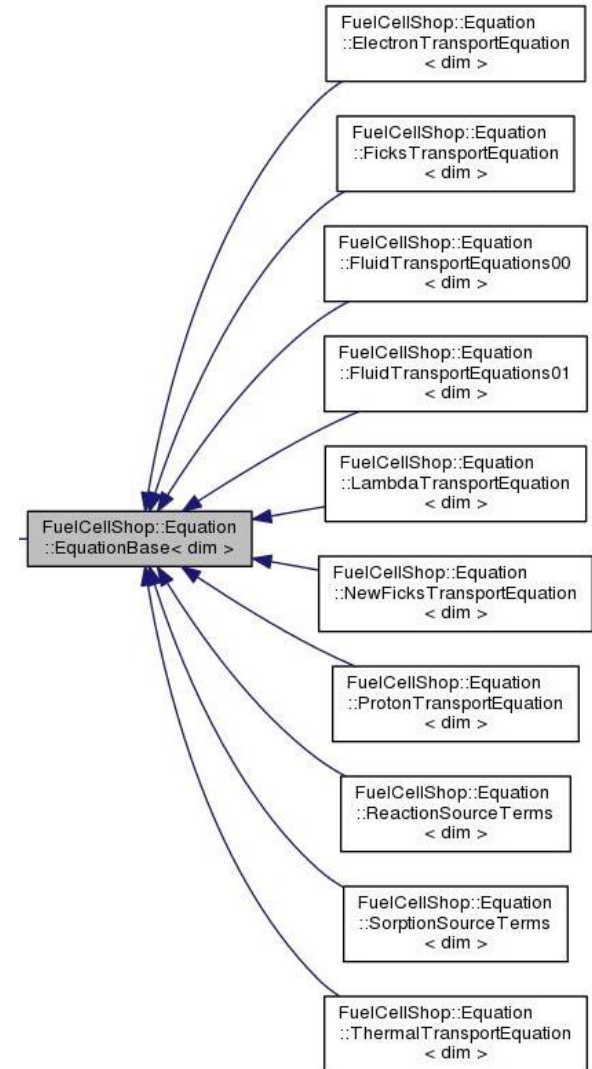 FuelCellShop::Equation
::ElectronTransportEquation
< dim >
FuelCellShop::Equation
::FicksTransportEquation
< dim >
FuelCellShop::Equation
::FluidTransportEquations00
< dim >
FuelCellShop::Equation
::FluidTransportEquations01
< dim >
FuelCellShop::Equation
::LambdaTransportEquation
< dim >
FuelCellShop::Equation
::EquationBase< dim >
FuelCellShop::Equation
::NewFicksTransportEquation
< dim >
FuelCellShop::Equation
::ProtonTransportEquation
< dim >
FuelCellShop::Equation
::ReactionSourceTerms
< dim >
FuelCellShop::Equation
::SorptionSourceTerms
< dim >
FuelCellShop::Equation
::ThermalTransportEquation
< dim >